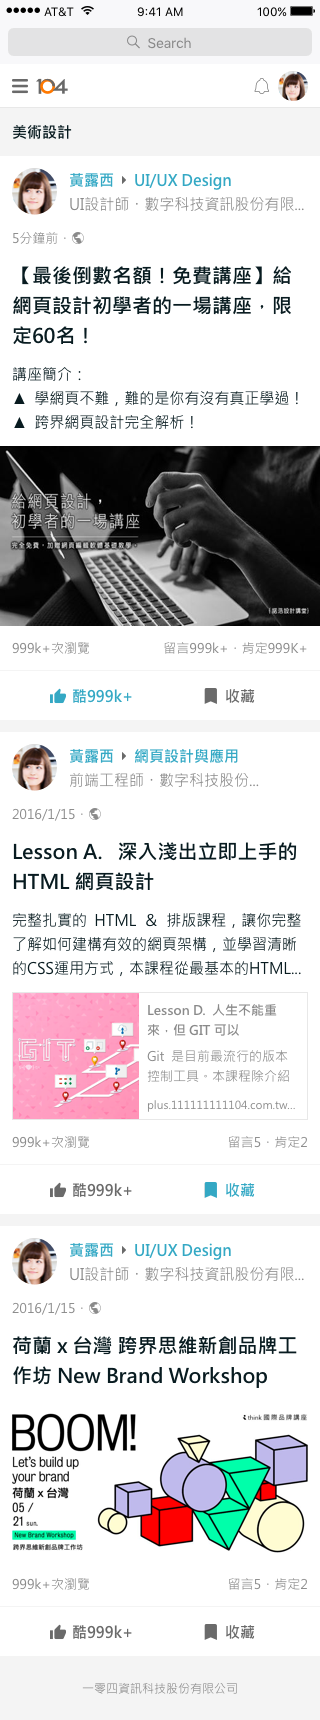 AT&T 9:41 AM 100%
Search
104
美術設計
黃露西 UI/UX Design
UI設計師．數字科技資訊股份有限...
5分鐘前．
【最後倒數名額！免費講座】給
網頁設計初學者的一場講座．限
定60名！
講座簡介：
▲ 學網頁不難，難的是你有沒有真正學過！
▲ 跨界網頁設計完全解析！
給網頁設計，
初學者的一場講座
完全免費，加贈網頁編輯軟體基礎教學。
999k+次瀏覽 留言999k+．肯定999K+
酷999k+ 收藏
黃露西 網頁設計與應用
前端工程師．數字科技股份...
2016/1/15．
Lesson A. 深入淺出立即上手的
HTML 網頁設計
完整扎實的 HTML & 排版課程，讓你完整
了解如何建構有效的網頁架構，並學習清晰
的CSS運用方式，本課程從最基本的HTML...
GIT
Lesson D. 人生不能重
來．但 GIT 可以
Git 是目前最流行的版本
控制工具。本課程除介紹
plus.111111111104.com.tw...
999k+次瀏覽 留言5．肯定2
酷999k+ 收藏
黃露西 UI/UX Design
UI設計師．數字科技資訊股份有限...
2016/1/15．
荷蘭 x 台灣 跨界思維新創品牌工
作坊 New Brand Workshop
BOOM!
think 國際品牌講座
Let's build up
your brand
荷蘭 x 台灣
05 /
21 sun.
New Brand Workshop
跨界思維新創品牌工作坊
999k+次瀏覽 留言5．肯定2
酷999k+ 收藏
一零四資訊科技股份有限公司